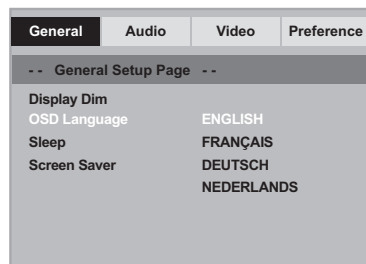 General Audio Video Preference
- - General Setup Page - -
Display Dim
OSD Language ENGLISH
Sleep FRANÇAIS
Screen Saver DEUTSCH
NEDERLANDS